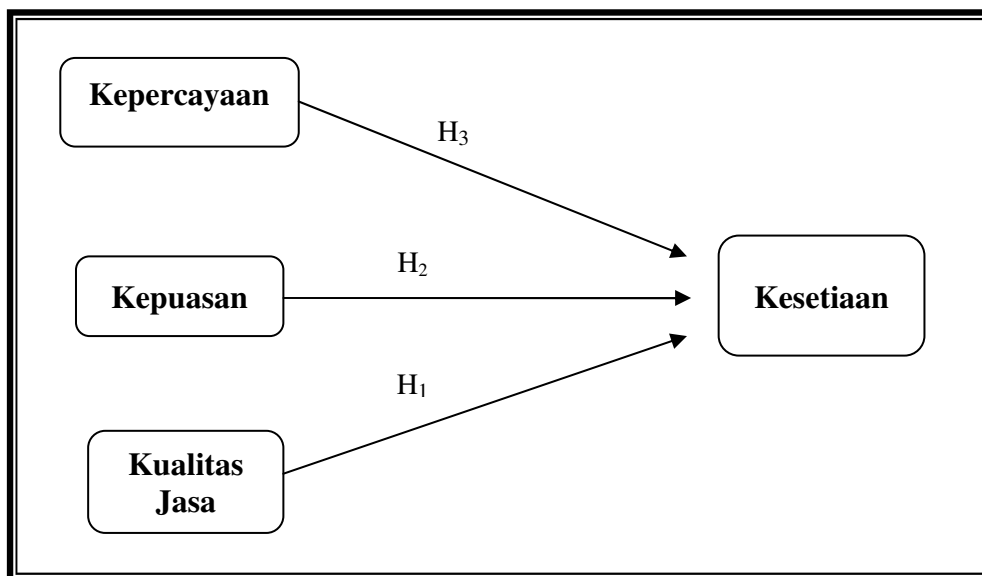 Kepercayaan
H3
H2
Kepuasan
Kesetiaan
H1
Kualitas
Jasa